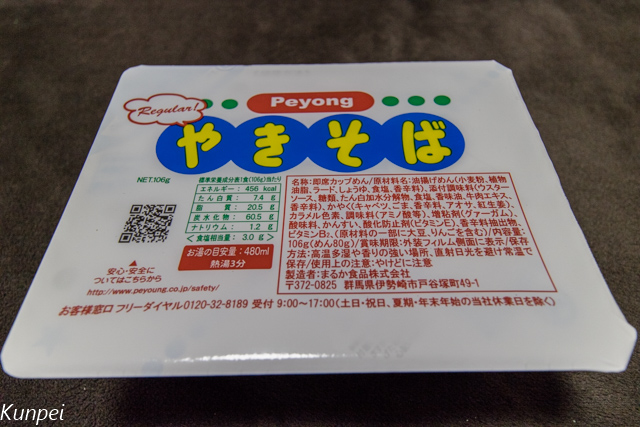 Regular!
Peyong
やきそば
NET.106g
標準栄養成分表1食(106g)当たり
エネルギー: 456 kcal
たん白質: 7.4 g
脂質: 20.5 g
炭水化物: 60.5 g
ナトリウム: 1.2 g
<食塩相当量: 3.0 g>
お湯の目安量:480ml
熱湯3分
安心・安全に
ついてはこちらから
http://www.peyoung.co.jp/safety/
名称:即席カップめん/原材料名:油揚げめん(小麦粉、植物
油脂、ラード、しょうゆ、食塩、香辛料)、添付調味料(ウスター
ソース、糖類、たん白加水分解物、食塩、香味油、牛肉エキス、
香辛料)、かやく(キャベツ、ごま、香辛料、アオサ、紅生姜)、
カラメル色素、調味料(アミノ酸等)、増粘剤(グァーガム)、
酸味料、かんすい、酸化防止剤(ビタミンE)、香辛料抽出物、
ビタミンB₂、(原材料の一部に大豆、りんごを含む)/内容量:
106g(めん80g)/賞味期限:外装フィルム側面に表示/保存
方法:高温多湿や香りの強い場所、直射日光を避け常温で
保存/使用上の注意:やけどに注意
製造者:まるか食品株式会社
〒372-0825 群馬県伊勢崎市戸谷塚町49-1
お客様窓口 フリーダイヤル0120-32-8189 受付 9:00〜17:00(土・日・祝日、夏期・年末年始の当社休業日を除く)
Kunpei